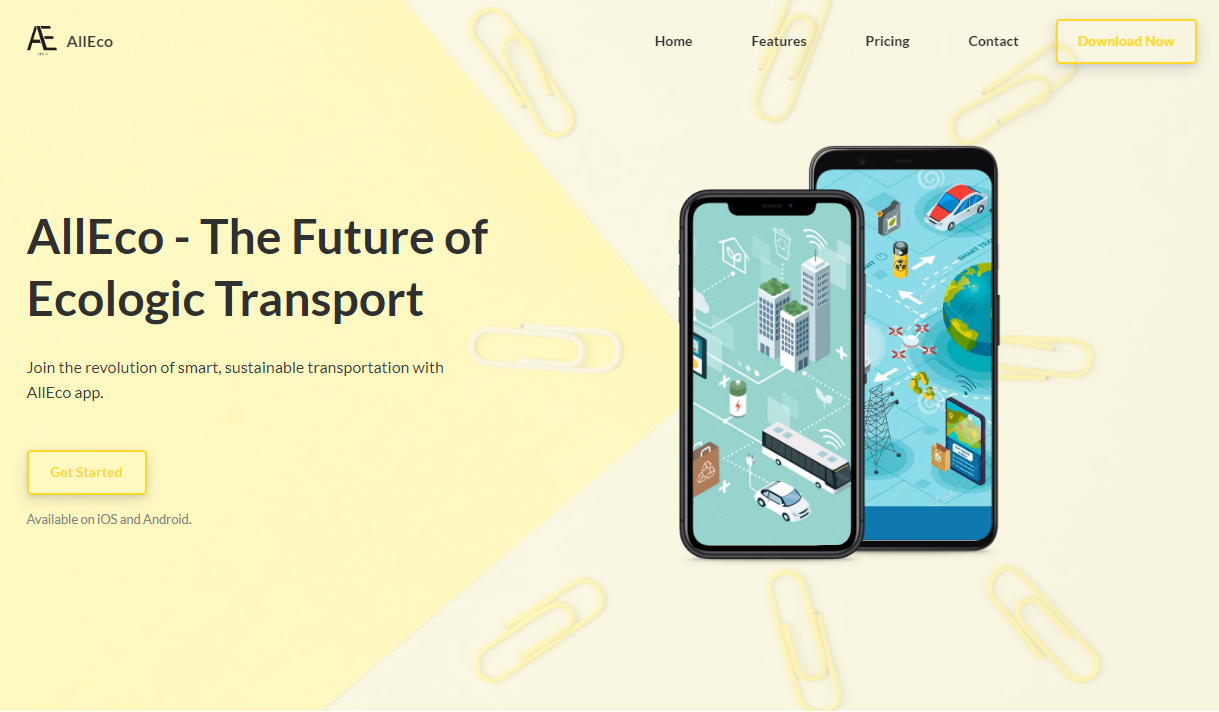 AE
AllEco
Home
Features
Pricing
Contact
Download Now
AllEco - The Future of
Ecologic Transport
Join the revolution of smart, sustainable transportation with
AllEco app.
Get Started
Available on iOS and Android.